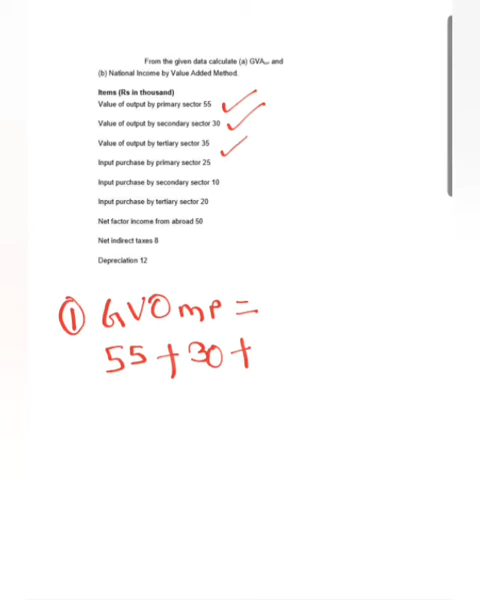 From the given data calculate (a) GVAMP and
(b) National Income by Value Added Method.
Items (Rs in thousand)
Value of output by primary sector 55
Value of output by secondary sector 30
Value of output by tertiary sector 35
Input purchase by primary sector 25
Input purchase by secondary sector 10
Input purchase by tertiary sector 20
Net factor income from abroad 50
Net indirect taxes 8
Depreciation 12
① GVOMP =
55 + 30 +